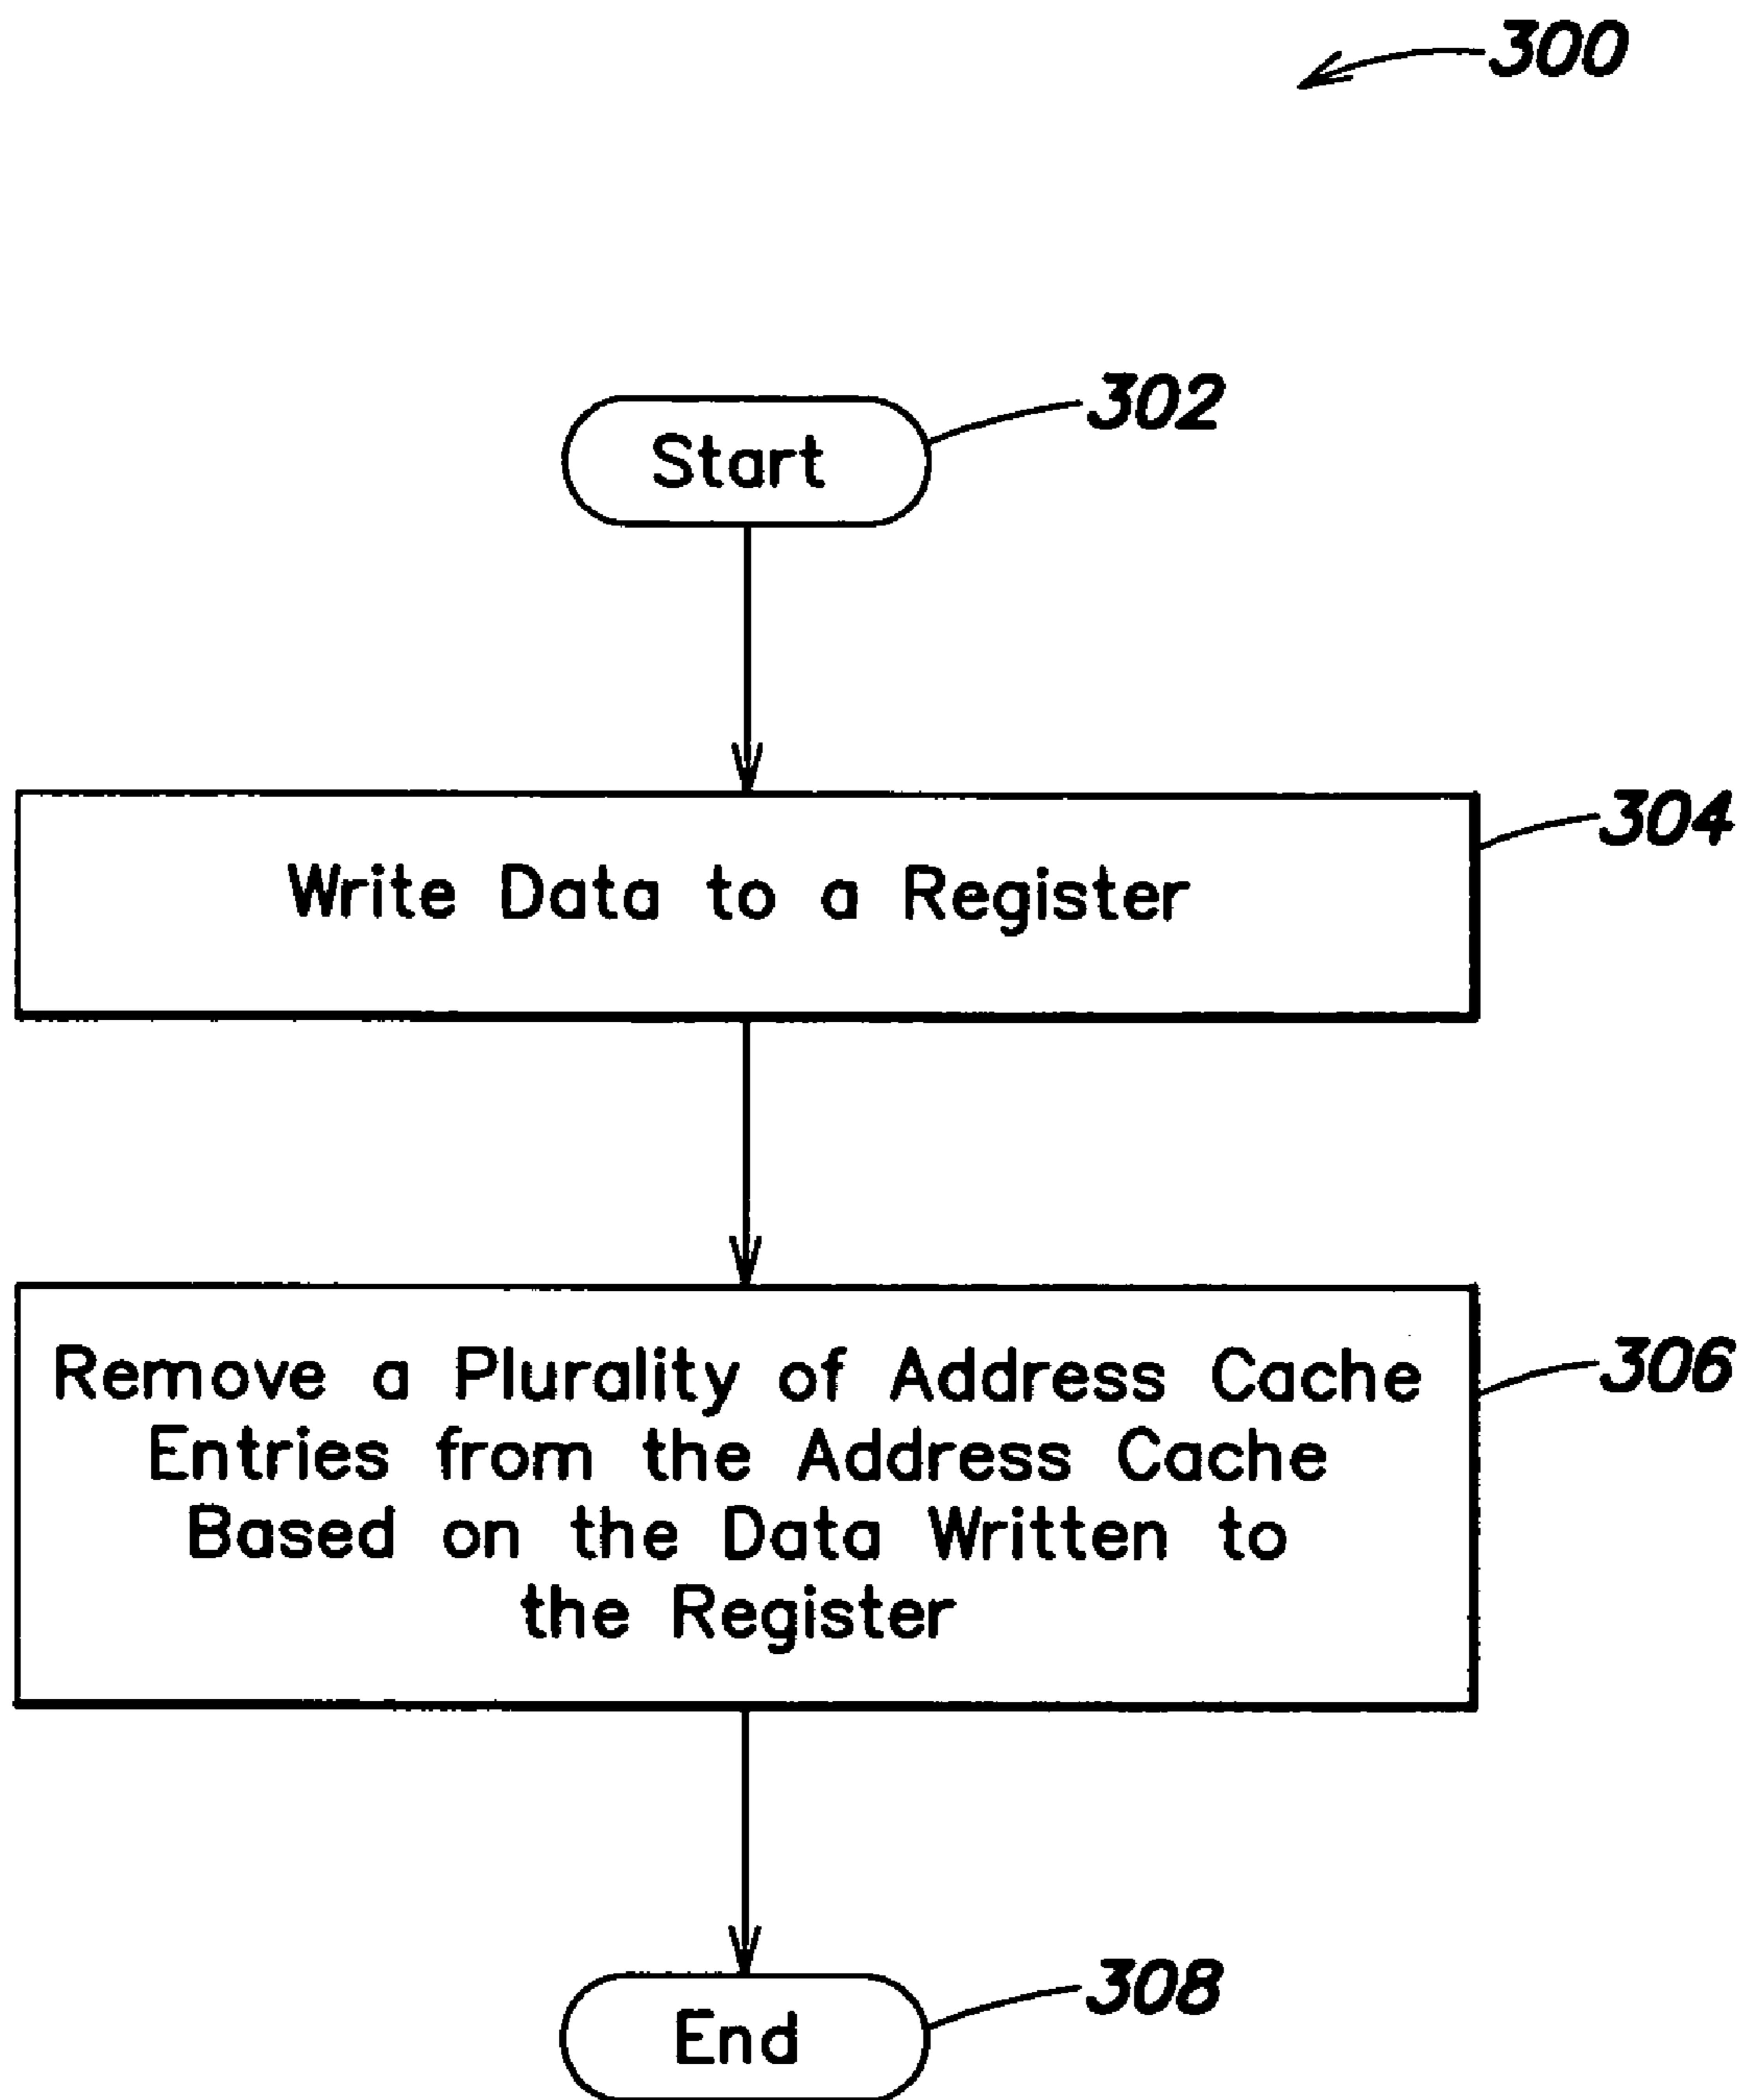 300
302
Start
304
Write Data to a Register
306
Remove a Plurality of Address Cache
Entries from the Address Cache
Based on the Data Written to
the Register
308
End